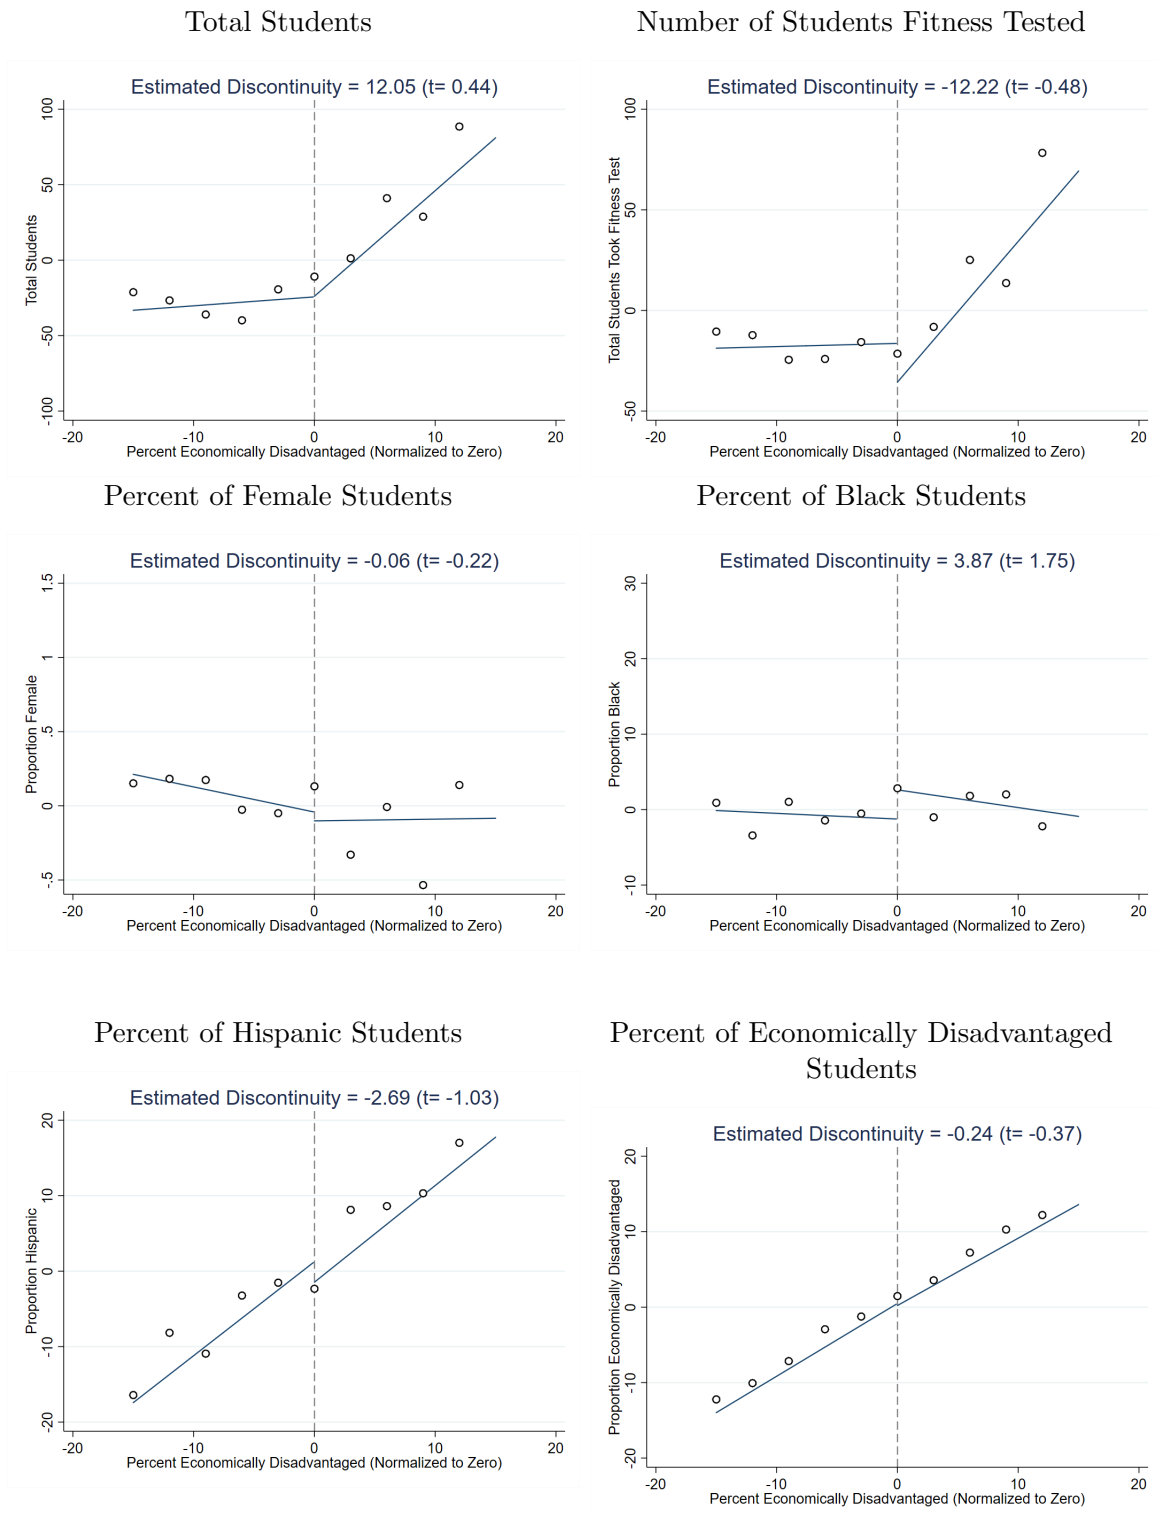 Total Students
Estimated Discontinuity = 12.05 (t= 0.44)
Total Students
100
50
0
-50
-100
-20 -10 0 10 20
Percent Economically Disadvantaged (Normalized to Zero)
Number of Students Fitness Tested
Estimated Discontinuity = -12.22 (t= -0.48)
Total Students Took Fitness Test
100
50
0
-50
-20 -10 0 10 20
Percent Economically Disadvantaged (Normalized to Zero)
Percent of Female Students
Estimated Discontinuity = -0.06 (t= -0.22)
Proportion Female
1.5
1
.5
0
-.5
-20 -10 0 10 20
Percent Economically Disadvantaged (Normalized to Zero)
Percent of Black Students
Estimated Discontinuity = 3.87 (t= 1.75)
Proportion Black
30
20
10
0
-10
-20 -10 0 10 20
Percent Economically Disadvantaged (Normalized to Zero)
Percent of Hispanic Students
Estimated Discontinuity = -2.69 (t= -1.03)
Proportion Hispanic
20
10
0
-10
-20
-20 -10 0 10 20
Percent Economically Disadvantaged (Normalized to Zero)
Percent of Economically Disadvantaged
Students
Estimated Discontinuity = -0.24 (t= -0.37)
Proportion Economically Disadvantaged
20
10
0
-10
-20
-20 -10 0 10 20
Percent Economically Disadvantaged (Normalized to Zero)